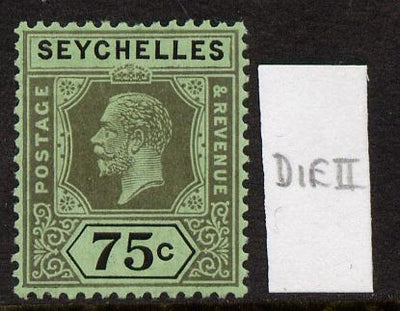 SEYCHELLES
POSTAGE
& REVENUE
75c
DIE II